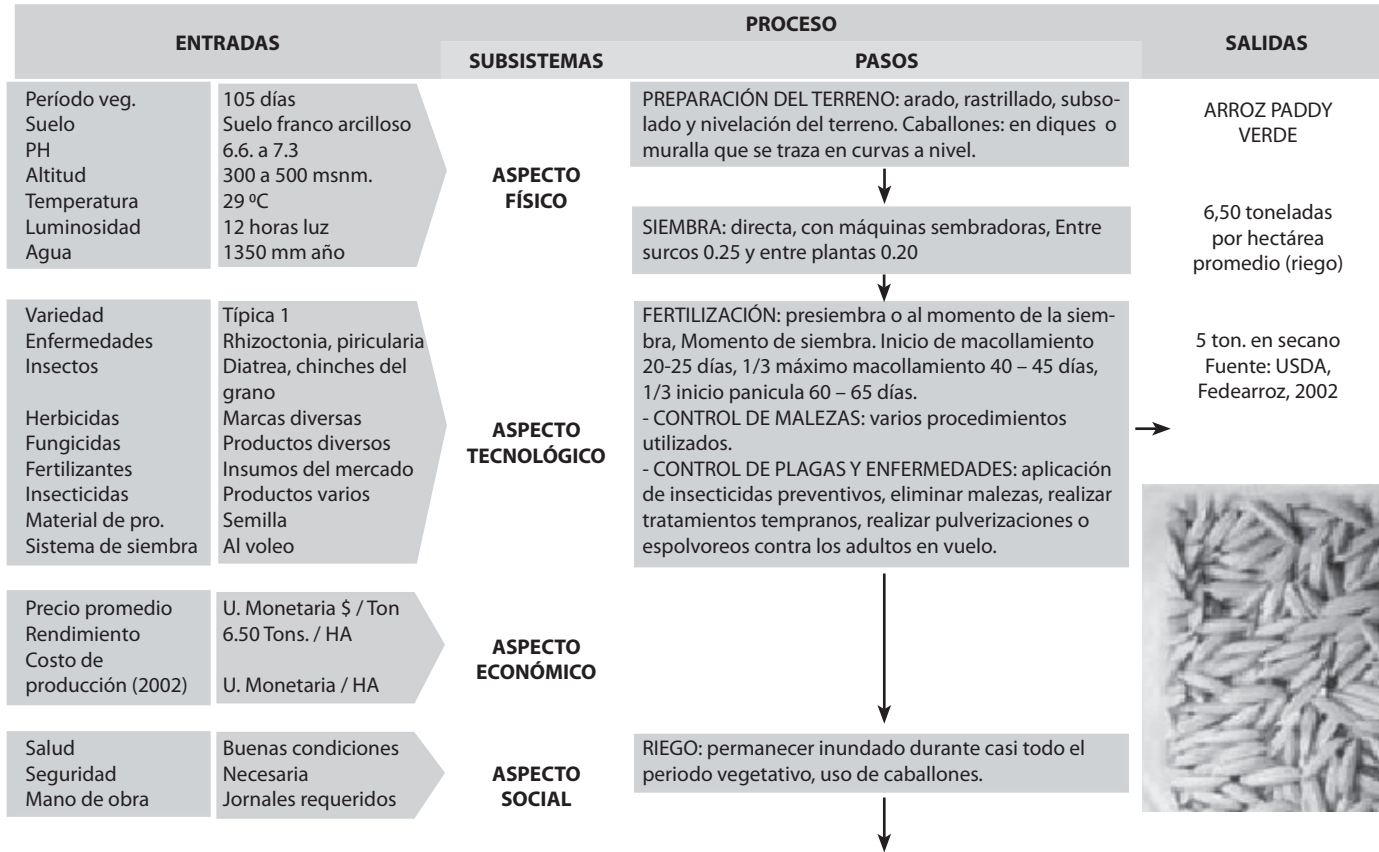 ENTRADAS
PROCESO
SUBSISTEMAS
PASOS
SALIDAS
Período veg. 105 días
Suelo Suelo franco arcilloso
PH 6.6. a 7.3
Altitud 300 a 500 msnm.
Temperatura 29 ºC
Luminosidad 12 horas luz
Agua 1350 mm año
ASPECTO
FÍSICO
PREPARACIÓN DEL TERRENO: arado, rastrillado, subso-
lado y nivelación del terreno. Caballones: en diques o
muralla que se traza en curvas a nivel.
SIEMBRA: directa, con máquinas sembradoras, Entre
surcos 0.25 y entre plantas 0.20
ARROZ PADDY
VERDE
6,50 toneladas
por hectárea
promedio (riego)
5 ton. en secano
Fuente: USDA,
Fedearroz, 2002
Variedad Típica 1
Enfermedades Rhizoctonia, piricularia
Insectos Diatrea, chinches del
grano
Herbicidas Marcas diversas
Fungicidas Productos diversos
Fertilizantes Insumos del mercado
Insecticidas Productos varios
Material de pro. Semilla
Sistema de siembra Al voleo
ASPECTO
TECNOLÓGICO
FERTILIZACIÓN: presiembra o al momento de la siem-
bra, Momento de siembra. Inicio de macollamiento
20-25 días, 1/3 máximo macollamiento 40 – 45 días,
1/3 inicio panicula 60 – 65 días.
- CONTROL DE MALEZAS: varios procedimientos
utilizados.
- CONTROL DE PLAGAS Y ENFERMEDADES: aplicación
de insecticidas preventivos, eliminar malezas, realizar
tratamientos tempranos, realizar pulverizaciones o
espolvoreos contra los adultos en vuelo.
Precio promedio U. Monetaria $ / Ton
Rendimiento 6.50 Tons. / HA
Costo de
producción (2002) U. Monetaria / HA
ASPECTO
ECONÓMICO
Salud Buenas condiciones
Seguridad Necesaria
Mano de obra Jornales requeridos
ASPECTO
SOCIAL
RIEGO: permanecer inundado durante casi todo el
periodo vegetativo, uso de caballones.